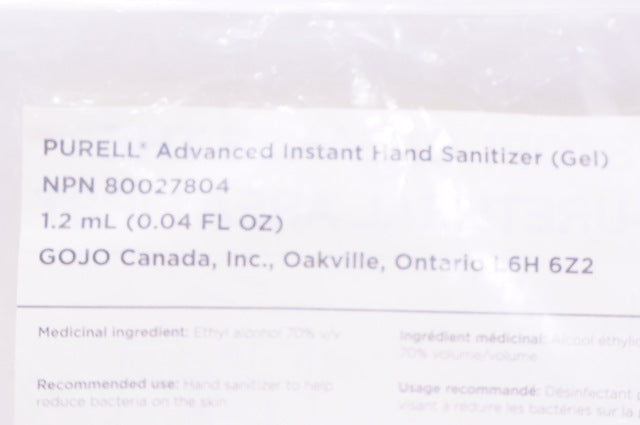 PURELL® Advanced Instant Hand Sanitizer (Gel)
NPN 80027804
1.2 mL (0.04 FL OZ)
GOJO Canada, Inc., Oakville, Ontario L6H 6Z2
Medicinal ingredient: Ethyl alcohol 70% v/v
Recommended use: Hand sanitizer to help
reduce bacteria on the skin
Ingrédient médicinal: Alcool éthyliq
70% volume/volume
Usage recommandé: Désinfectant p
visant à réduire les bactéries sur la p